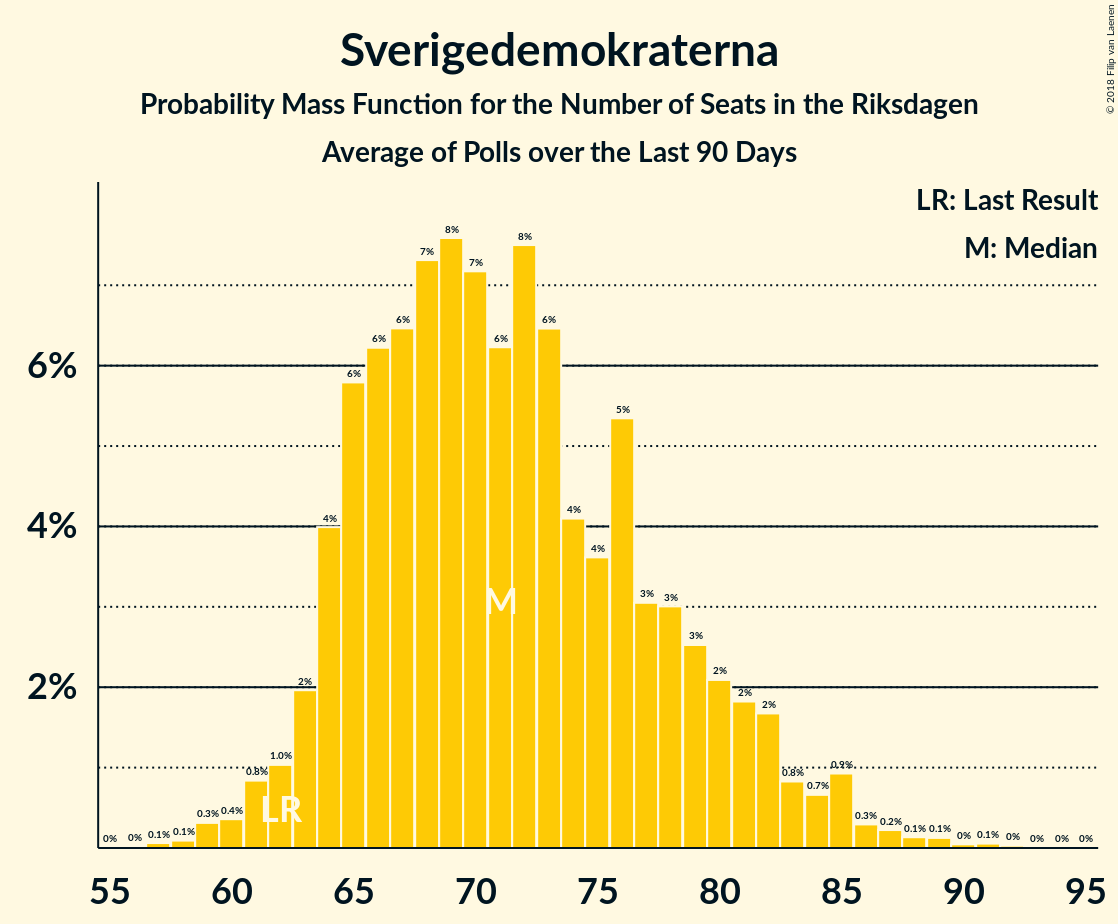 Sverigedemokraterna
Probability Mass Function for the Number of Seats in the Riksdagen
Average of Polls over the Last 90 Days
© 2018 Filip van Laenen
LR: Last Result
M: Median
6%
4%
2%
0% 0% 0.1% 0.1% 0.3% 0.4% 0.8% 1.0% 2% 4% 6% 6% 6% 7% 8% 7% 6% 8% 6% 4% 4% 5% 3% 3% 3% 2% 2% 2% 0.8% 0.7% 0.9% 0.3% 0.2% 0.1% 0.1% 0% 0.1% 0% 0% 0% 0%
M
LR
55 60 65 70 75 80 85 90 95